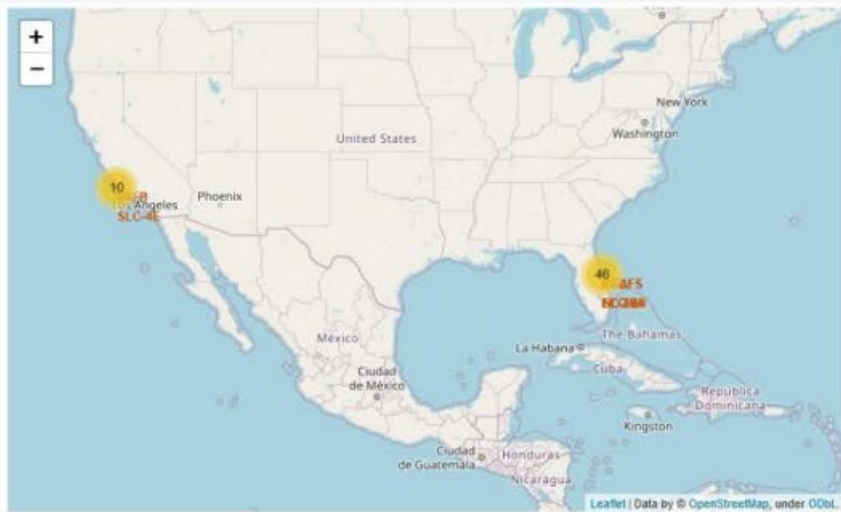 +
−
New York
Washington
United States
10
Los Angeles
SLC-4E
Phoenix
46
AFS
The Bahamas
México
La Habana
Cuba
Ciudad
de México
República
Dominicana
Kingston
Ciudad
de Guatemala
Honduras
Nicaragua
Leaflet | Data by © OpenStreetMap, under ODbL.